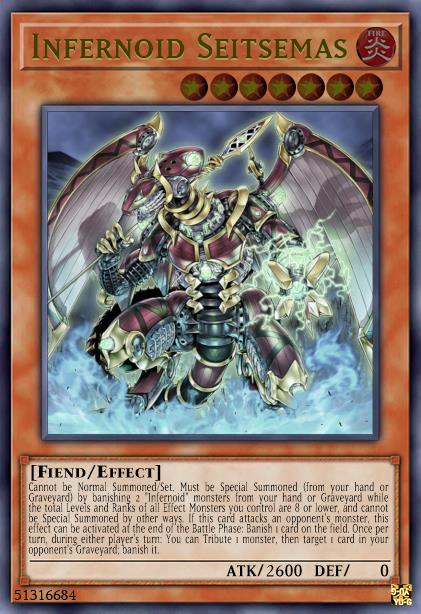 INFERNOID SEITSEMAS
FIRE
炎
[FIEND/EFFECT]
Cannot be Normal Summoned/Set. Must be Special Summoned (from your hand or
Graveyard) by banishing 2 "Infernoid" monsters from your hand or Graveyard while
the total Levels and Ranks of all Effect Monsters you control are 8 or lower, and cannot
be Special Summoned by other ways. If this card attacks an opponent's monster, this
effect can be activated at the end of the Battle Phase: Banish 1 card on the field. Once per
turn, during either player's turn: You can Tribute 1 monster, then target 1 card in
your opponent's Graveyard; banish it.
ATK/2600 DEF/ 0
51316684